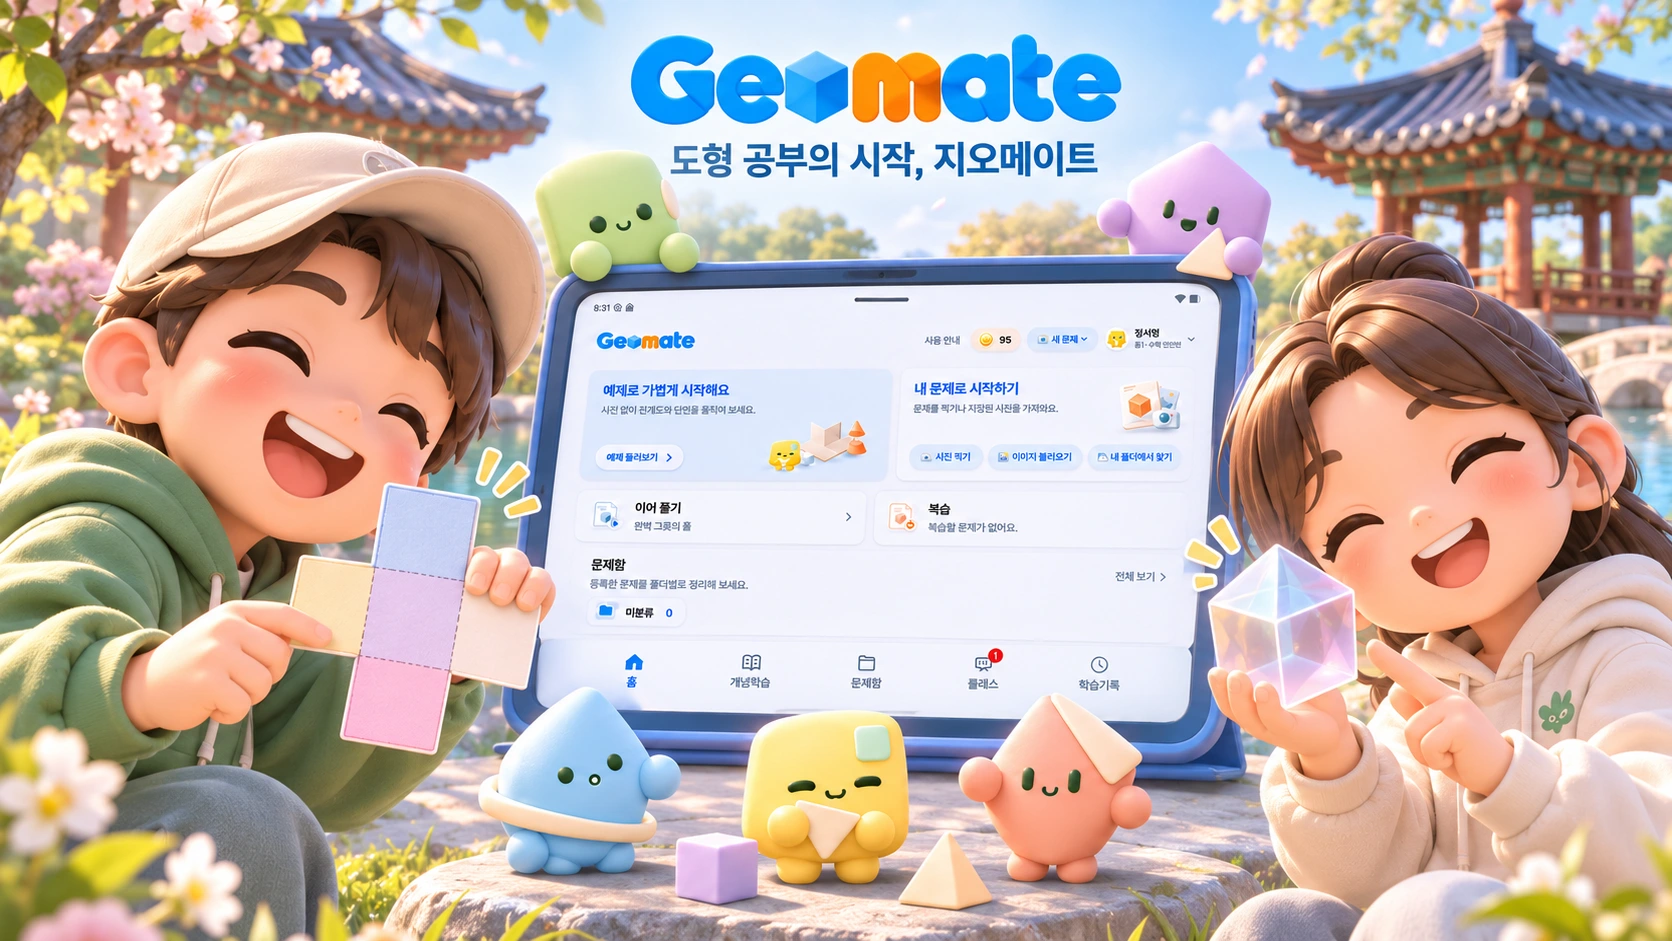 Geomate
도형 공부의 시작, 지오메이트
8:31
Geomate
사용 안내
95
새 문제
정서영
예제로 가볍게 시작해요
사진 없이 전개도와 단면을 움직여 보세요.
예제 둘러보기
내 문제로 시작하기
문제를 찍거나 저장된 사진을 가져와요.
사진 찍기
이미지 불러오기
내 폴더에서 찾기
이어 풀기
복습
복습할 문제가 없어요.
문제함
등록한 문제를 폴더별로 정리해 보세요.
전체 보기
미분류 0
홈
개념학습
문제함
클래스
1
학습기록